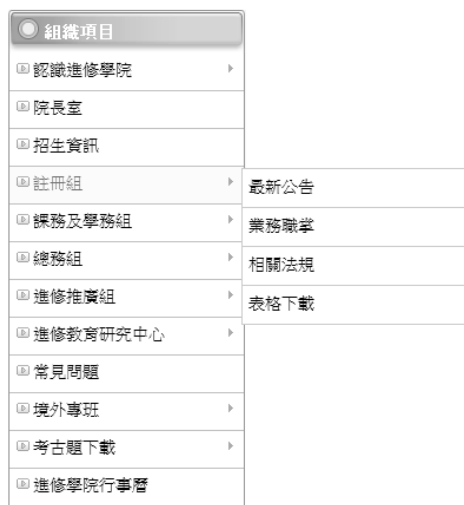 組織項目
認識進修學院
院長室
招生資訊
註冊組
最新公告
課務及學務組
業務職掌
總務組
相關法規
進修推廣組
表格下載
進修教育研究中心
常見問題
境外專班
考古題下載
進修學院行事曆